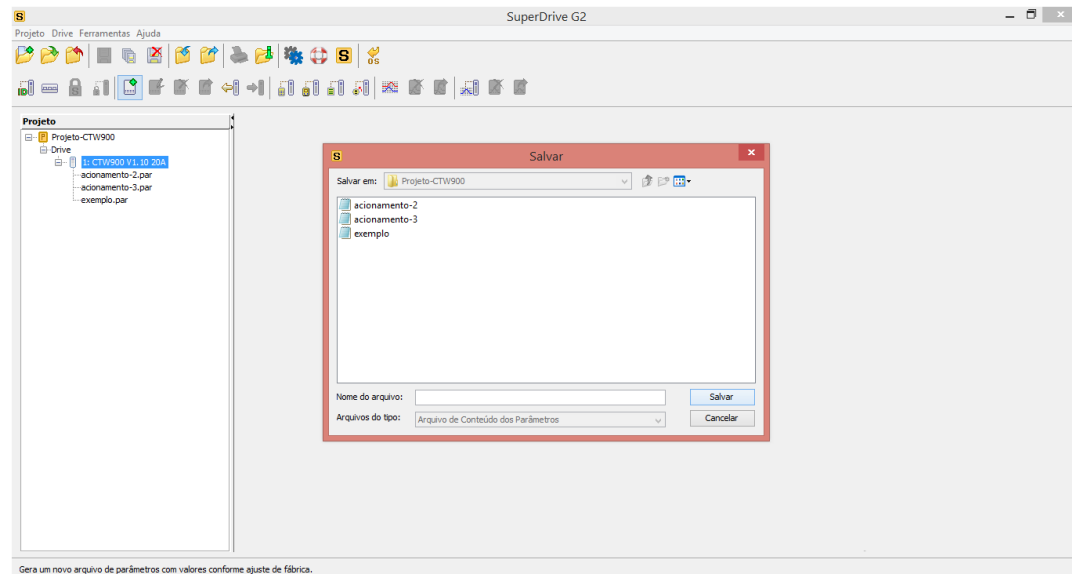 SuperDrive G2
Projeto Drive Ferramentas Ajuda
Projeto
Projeto-CTW900
Drive
1: CTW900 V1.10 20A
acionamento-2.par
acionamento-3.par
exemplo.par
Salvar
Salvar em: Projeto-CTW900
acionamento-2
acionamento-3
exemplo
Nome do arquivo: Salvar
Arquivos do tipo: Arquivo de Conteúdo dos Parâmetros Cancelar
Gera um novo arquivo de parâmetros com valores conforme ajuste de fábrica.